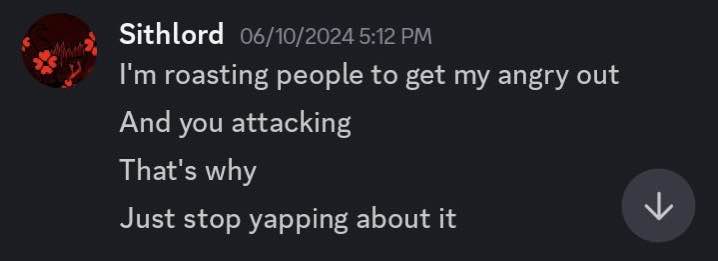 Sithlord 06/10/2024 5:12 PM
I'm roasting people to get my angry out
And you attacking
That's why
Just stop yapping about it